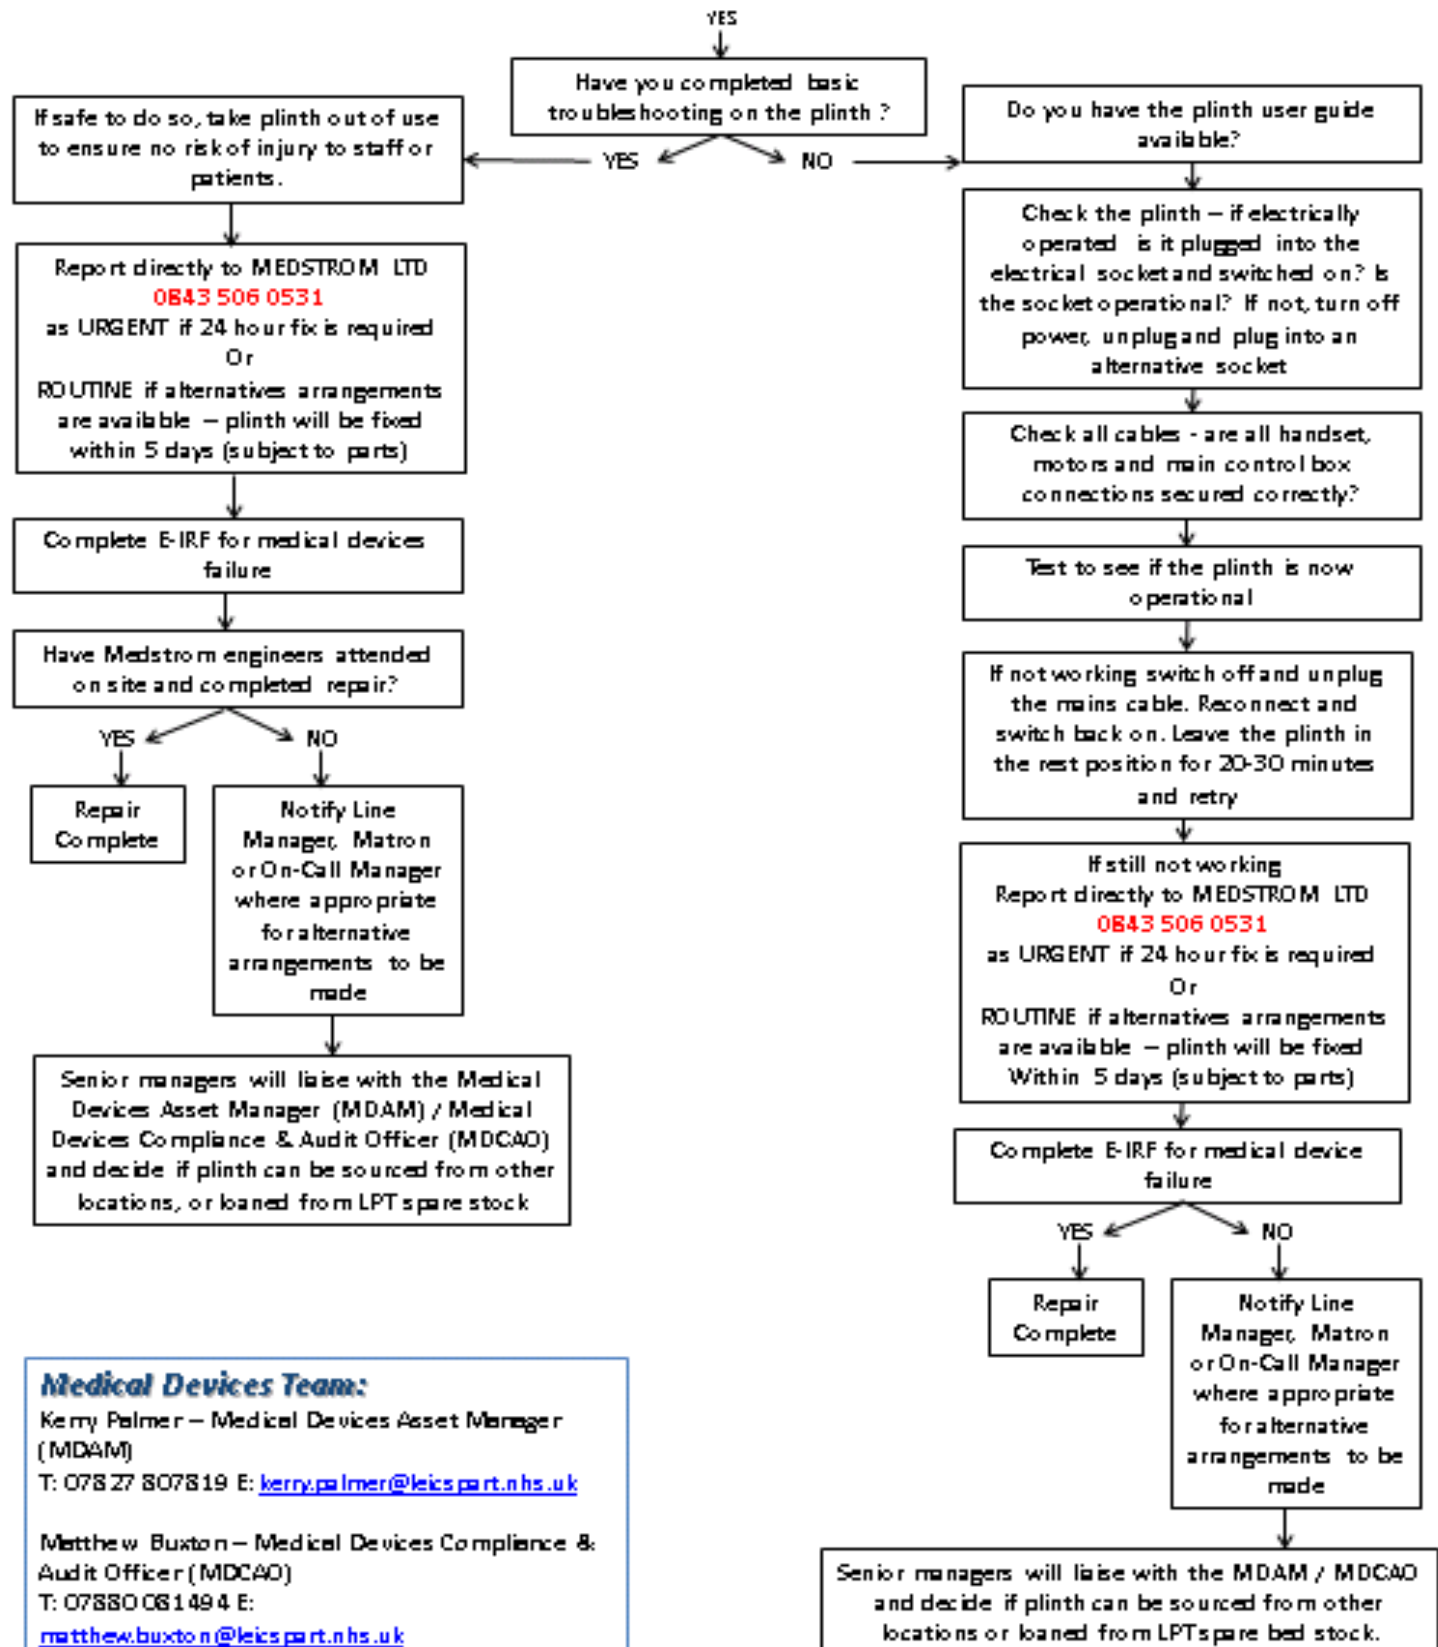 YES
Have you completed basic
troubleshooting on the plinth ?
YES
NO
If safe to do so, take plinth out of use
to ensure no risk of injury to staff or
patients.
Report directly to MEDSTROM LTD
0843 506 0531
as URGENT if 24 hour fix is required
Or
ROUTINE if alternatives arrangements
are available – plinth will be fixed
within 5 days (subject to parts)
Complete E-IRF for medical devices
failure
Have Medstrom engineers attended
on site and completed repair?
YES
NO
Repair
Complete
Notify Line
Manager, Matron
or On-Call Manager
where appropriate
for alternative
arrangements to be
made
Senior managers will liaise with the Medical
Devices Asset Manager (MDAM) / Medical
Devices Compliance & Audit Officer (MDCAO)
and decide if plinth can be sourced from other
locations, or loaned from LPT spare stock
Do you have the plinth user guide
available?
Check the plinth – if electrically
operated is it plugged into the
electrical socket and switched on? Is
the socket operational? If not, turn off
power, unplug and plug into an
alternative socket
Check all cables - are all handset,
motors and main control box
connections secured correctly?
Test to see if the plinth is now
operational
If not working switch off and unplug
the mains cable. Reconnect and
switch back on. Leave the plinth in
the rest position for 20-30 minutes
and retry
If still not working
Report directly to MEDSTROM LTD
0843 506 0531
as URGENT if 24 hour fix is required
Or
ROUTINE if alternatives arrangements
are available – plinth will be fixed
Within 5 days (subject to parts)
Complete E-IRF for medical device
failure
YES
NO
Repair
Complete
Notify Line
Manager, Matron
or On-Call Manager
where appropriate
for alternative
arrangements to be
made
Senior managers will liaise with the MDAM / MDCAO
and decide if plinth can be sourced from other
locations or loaned from LPT spare bed stock.
Medical Devices Team:
Kerry Palmer – Medical Devices Asset Manager
(MDAM)
T: 07827 807819 E: kerry.palmer@leicspart.nhs.uk
Matthew Buxton – Medical Devices Compliance &
Audit Officer (MDCAO)
T: 07880 081494 E:
matthew.buxton@leicspart.nhs.uk